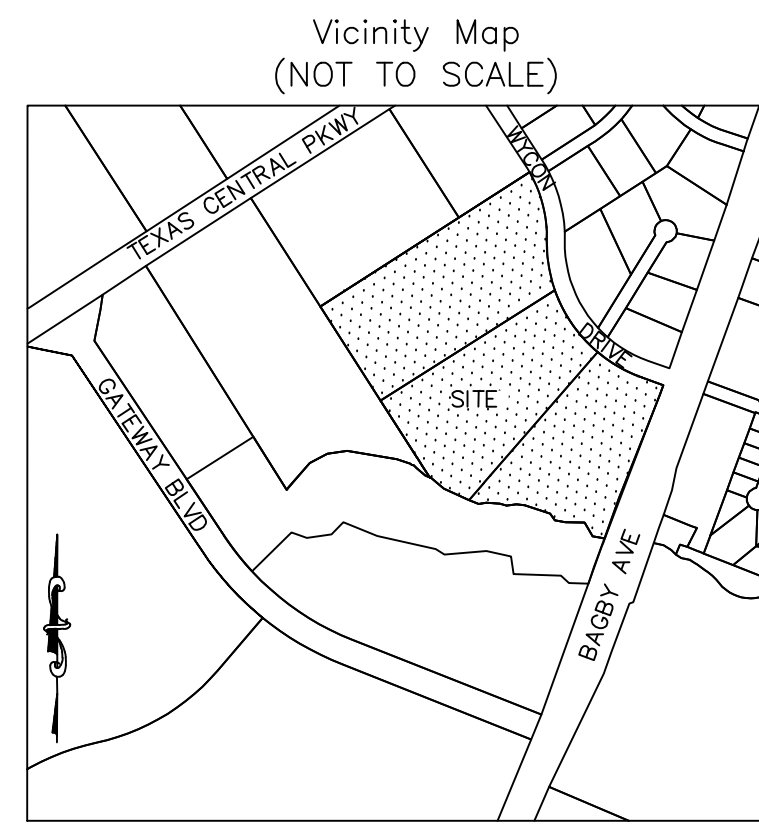 Vicinity Map
(NOT TO SCALE)
TEXAS CENTRAL PKWY
WYCON
DRIVE
SITE
GATEWAY BLVD
BAGBY AVE